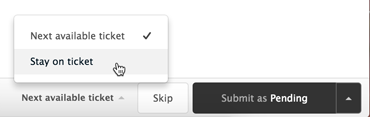 Next available ticket
Stay on ticket
Next available ticket
Skip
Submit as Pending